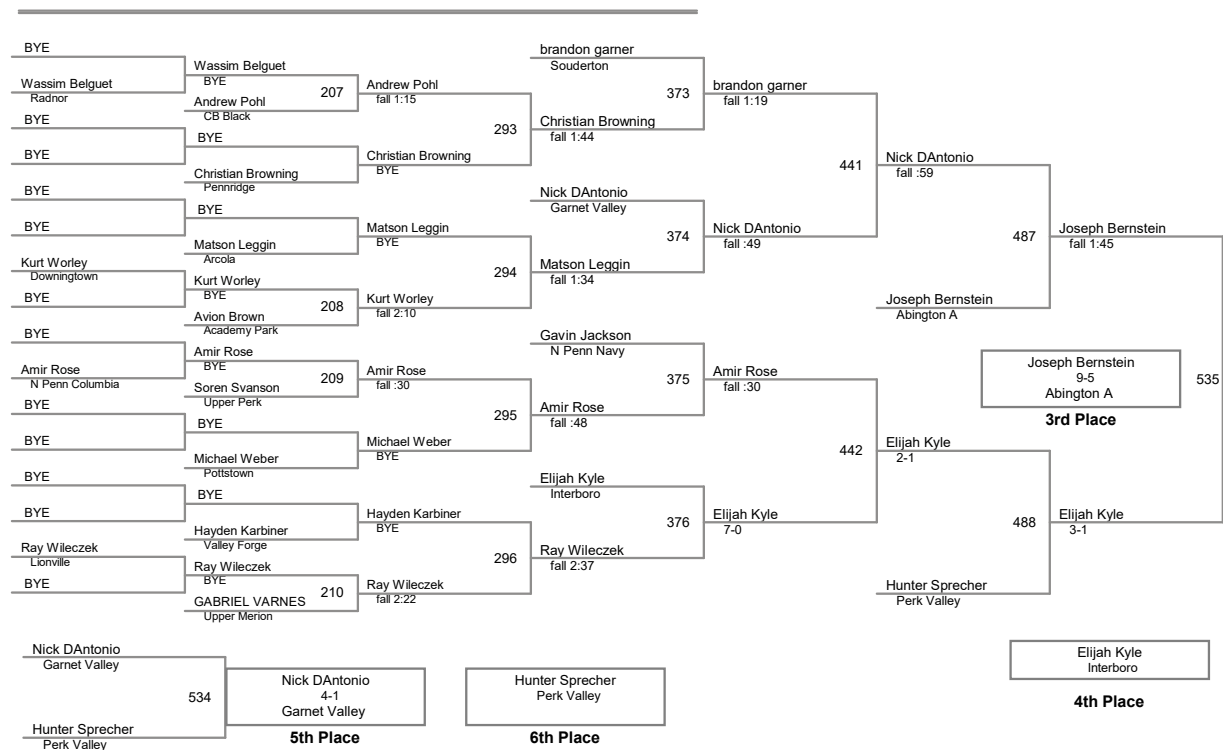 BYE
Wassim Belguet
Radnor
BYE
BYE
BYE
BYE
Kurt Worley
Downingtown
BYE
BYE
Amir Rose
N Penn Columbia
BYE
BYE
BYE
BYE
Ray Wileczek
Lionville
BYE
Wassim Belguet
BYE
207
Andrew Pohl
CB Black
BYE
Christian Browning
Pennridge
BYE
Matson Leggin
Arcola
Kurt Worley
BYE
208
Avion Brown
Academy Park
Amir Rose
BYE
209
Soren Svanson
Upper Perk
BYE
Michael Weber
Pottstown
BYE
Hayden Karbiner
Valley Forge
Ray Wileczek
BYE
210
GABRIEL VARNES
Upper Merion
Andrew Pohl
fall 1:15
293
Christian Browning
BYE
Matson Leggin
BYE
294
Kurt Worley
fall 2:10
Amir Rose
fall :30
295
Michael Weber
BYE
Hayden Karbiner
BYE
296
Ray Wileczek
fall 2:22
brandon garner
Souderton
373
Christian Browning
fall 1:44
Nick DAntonio
Garnet Valley
374
Matson Leggin
fall 1:34
Gavin Jackson
N Penn Navy
375
Amir Rose
fall :48
Elijah Kyle
Interboro
376
Ray Wileczek
fall 2:37
brandon garner
fall 1:19
441
Nick DAntonio
fall :49
Amir Rose
fall :30
442
Elijah Kyle
7-0
Nick DAntonio
fall :59
487
Joseph Bernstein
Abington A
Elijah Kyle
2-1
488
Hunter Sprecher
Perk Valley
Joseph Bernstein
fall 1:45
535
Elijah Kyle
3-1
Joseph Bernstein
9-5
Abington A
3rd Place
Elijah Kyle
Interboro
4th Place
Nick DAntonio
Garnet Valley
534
Hunter Sprecher
Perk Valley
Nick DAntonio
4-1
Garnet Valley
5th Place
Hunter Sprecher
Perk Valley
6th Place